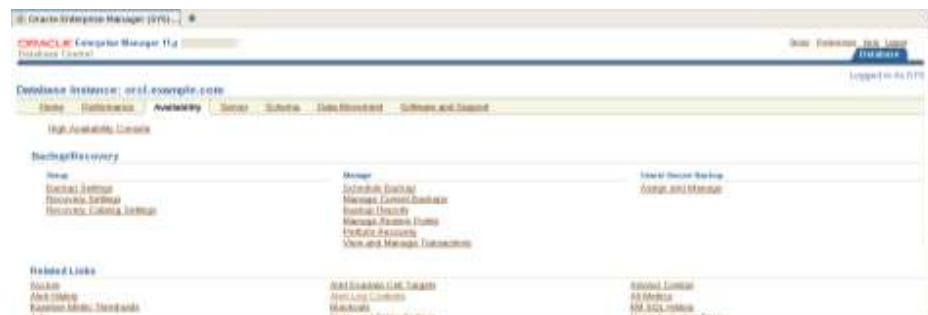 Oracle Enterprise Manager (SYS)...
ORACLE Enterprise Manager 11g
Database Control
Setup Preferences Help Logout
Database
Logged in As SYS
Database Instance: orcl.example.com
Home Performance Availability Server Schema Data Movement Software and Support
High Availability Console
Backup/Recovery
Setup
Backup Settings
Recovery Settings
Recovery Catalog Settings
Manage
Schedule Backup
Manage Current Backups
Backup Reports
Manage Restore Points
Perform Recovery
View and Manage Transactions
Oracle Secure Backup
Assign and Manage
Related Links
Access
Alert History
Baseline Metric Thresholds
Add Exadata Cell Targets
Alert Log Contents
Blackouts
Advisor Central
All Metrics
EM SQL History